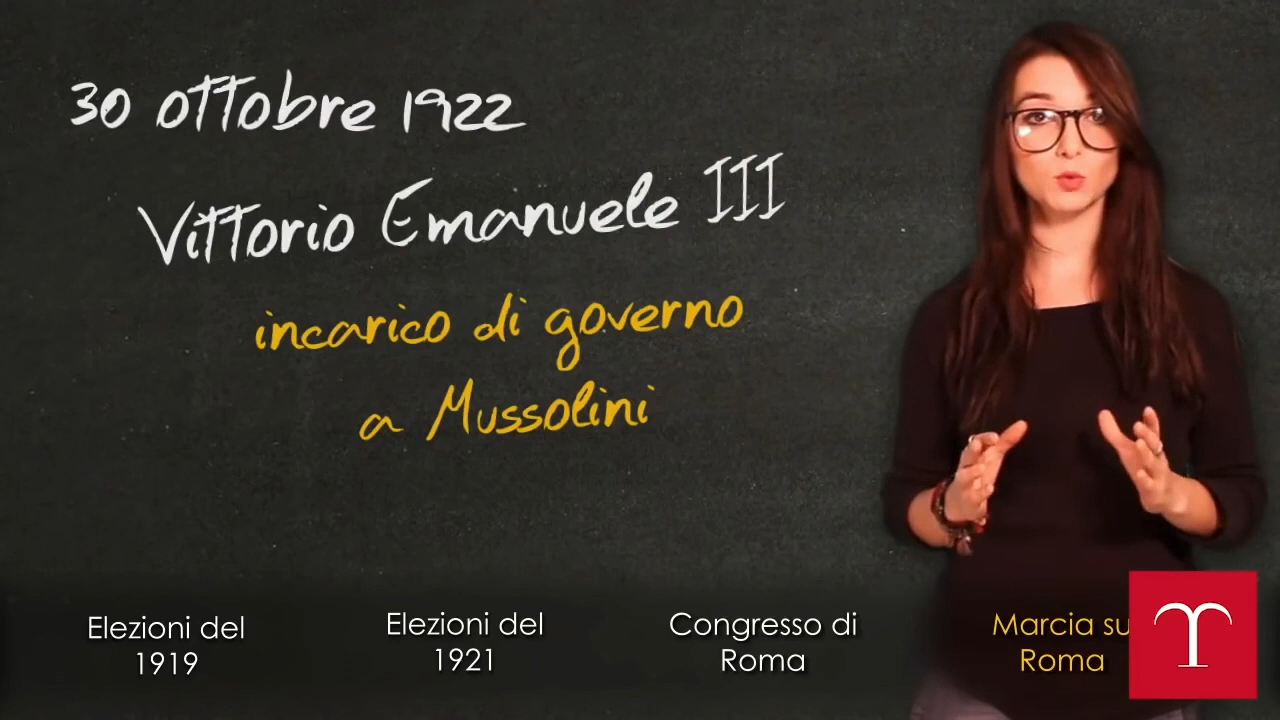 30 ottobre 1922
Vittorio Emanuele III
incarico di governo
a Mussolini
Elezioni del
1919
Elezioni del
1921
Congresso di
Roma
Marcia su
Roma